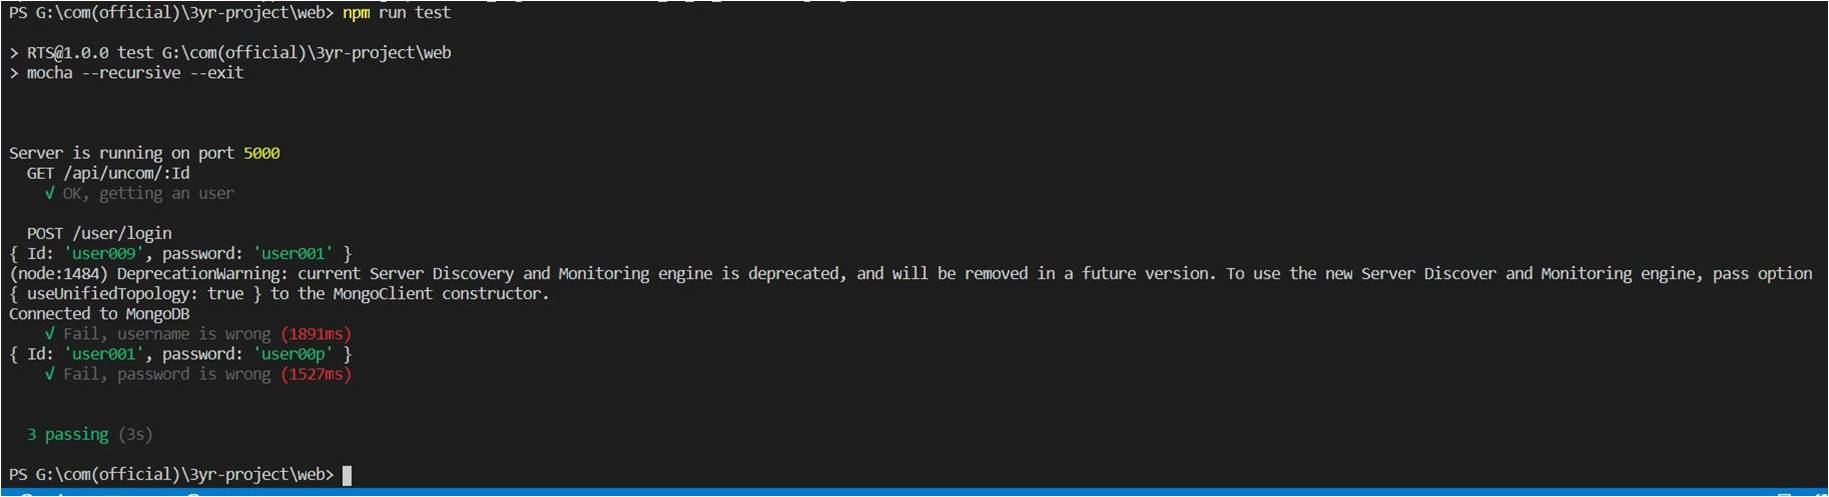 PS G:\com(official)\3yr-project\web> npm run test
> RTS@1.0.0 test G:\com(official)\3yr-project\web
> mocha --recursive --exit
Server is running on port 5000
GET /api/uncom/:Id
√ OK, getting an user
POST /user/login
{ Id: 'user009', password: 'user001' }
(node:1484) DeprecationWarning: current Server Discovery and Monitoring engine is deprecated, and will be removed in a future version. To use the new Server Discover and Monitoring engine, pass option
{ useUnifiedTopology: true } to the MongoClient constructor.
Connected to MongoDB
√ Fail, username is wrong (1891ms)
{ Id: 'user001', password: 'user00p' }
√ Fail, password is wrong (1527ms)
3 passing (3s)
PS G:\com(official)\3yr-project\web>